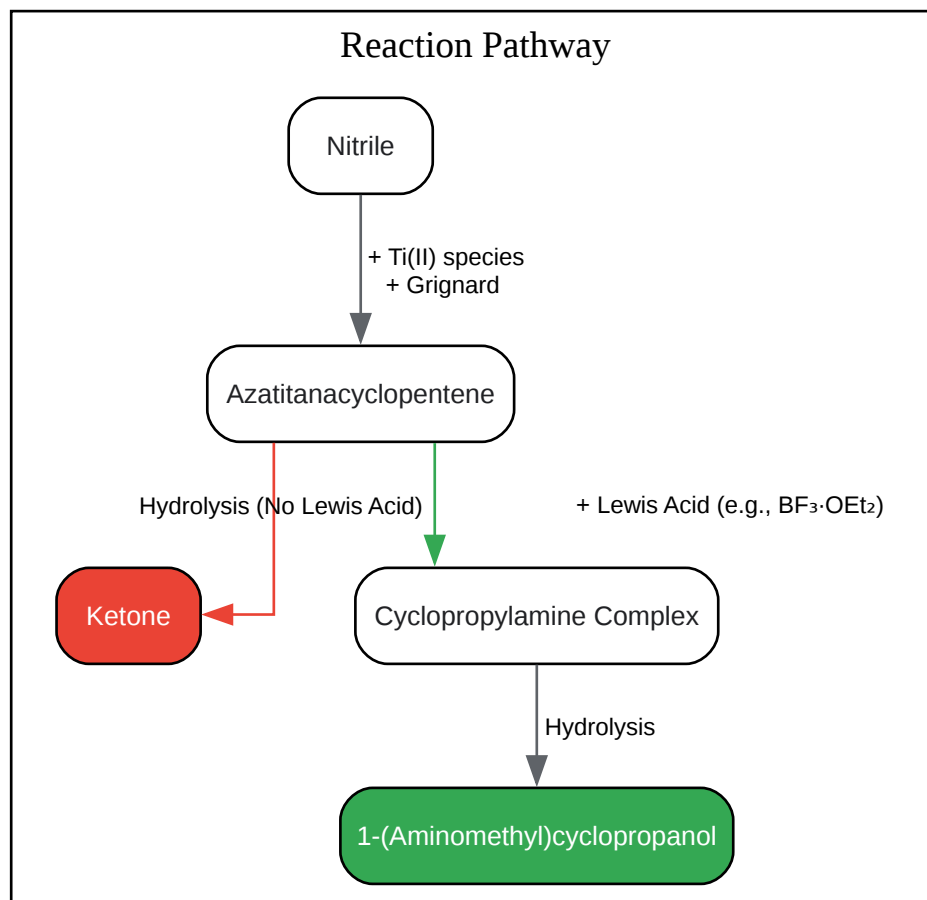 Reaction Pathway
Nitrile
+ Ti(II) species
+ Grignard
Azatitanacyclopentene
Hydrolysis (No Lewis Acid)
+ Lewis Acid (e.g., BF₃·OEt₂)
Ketone
Cyclopropylamine Complex
Hydrolysis
1-(Aminomethyl)cyclopropanol